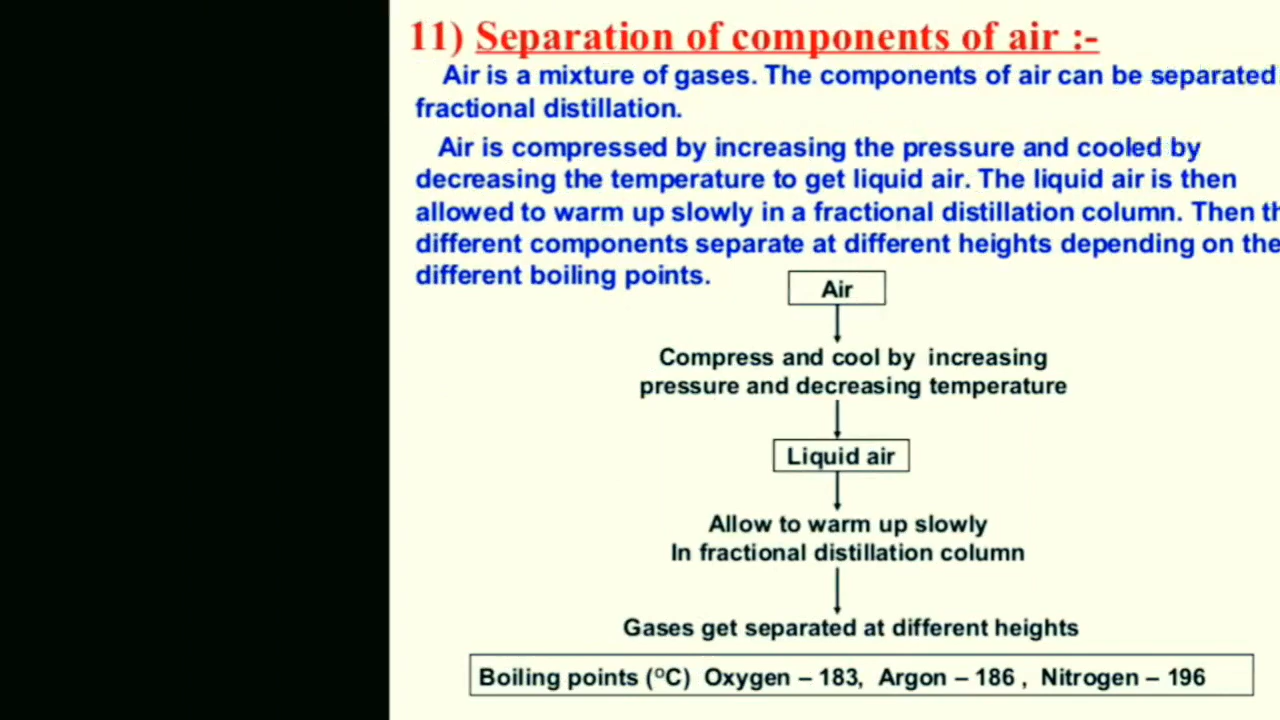 11) Separation of components of air :-
Air is a mixture of gases. The components of air can be separated
fractional distillation.
Air is compressed by increasing the pressure and cooled by
decreasing the temperature to get liquid air. The liquid air is then
allowed to warm up slowly in a fractional distillation column. Then th
different components separate at different heights depending on the
different boiling points.
Air
Compress and cool by increasing
pressure and decreasing temperature
Liquid air
Allow to warm up slowly
In fractional distillation column
Gases get separated at different heights
Boiling points (°C) Oxygen – 183, Argon – 186 , Nitrogen – 196